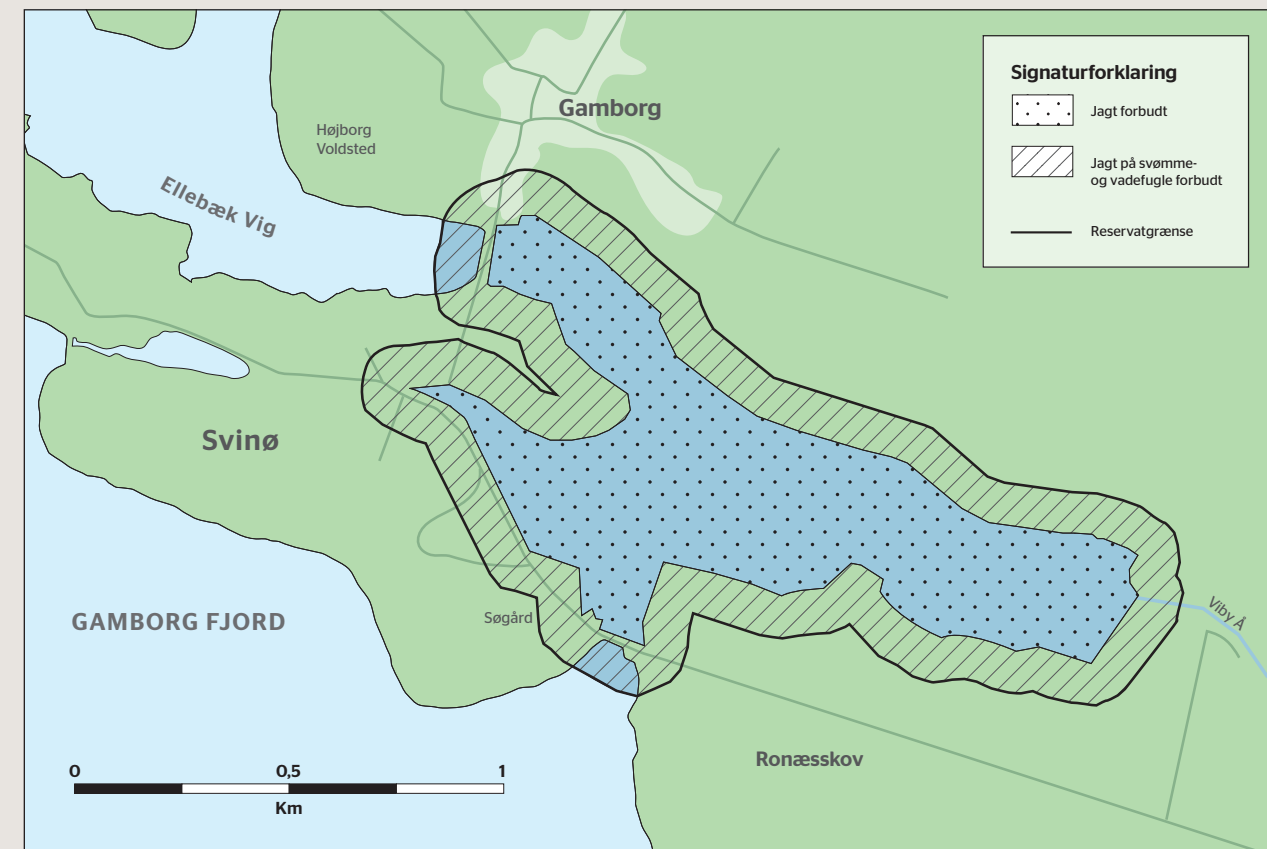 Signaturforklaring
Jagt forbudt
Jagt på svømme-
og vadefugle forbudt
Reservatgrænse
Gamborg
Højborg
Voldsted
Ellebæk Vig
Svinø
GAMBORG FJORD
Søgård
Viby Å
Ronæsskov
0 0,5 1
Km